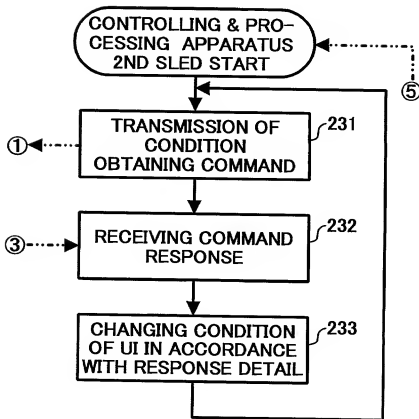 CONTROLLING & PRO-
CESSING APPARATUS
2ND SLED START
⑤
TRANSMISSION OF
CONDITION
OBTAINING COMMAND
231
①
RECEIVING COMMAND
RESPONSE
232
③
CHANGING CONDITION
OF UI IN ACCORDANCE
WITH RESPONSE DETAIL
233